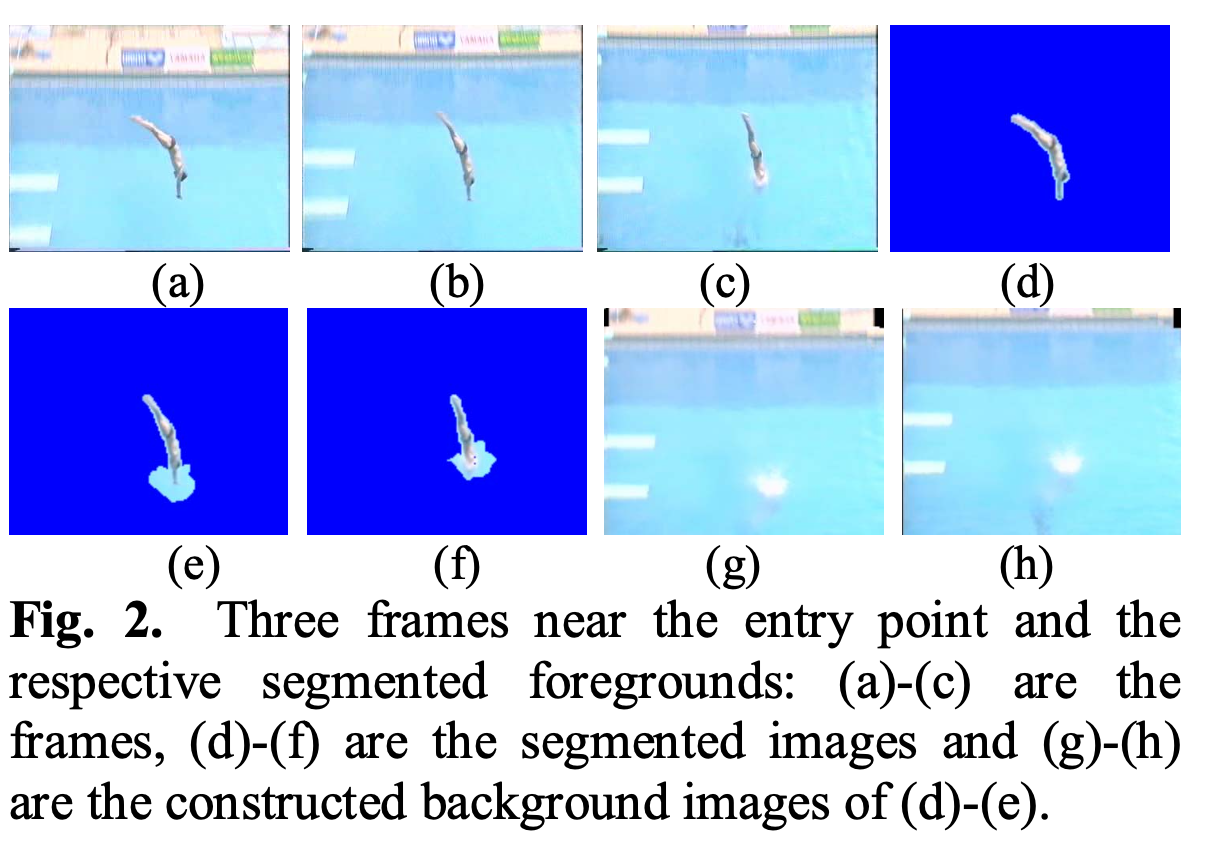 (a) (b) (c) (d)
(e) (f) (g) (h)
Fig. 2. Three frames near the entry point and the
respective segmented foregrounds: (a)-(c) are the
frames, (d)-(f) are the segmented images and (g)-(h)
are the constructed background images of (d)-(e).